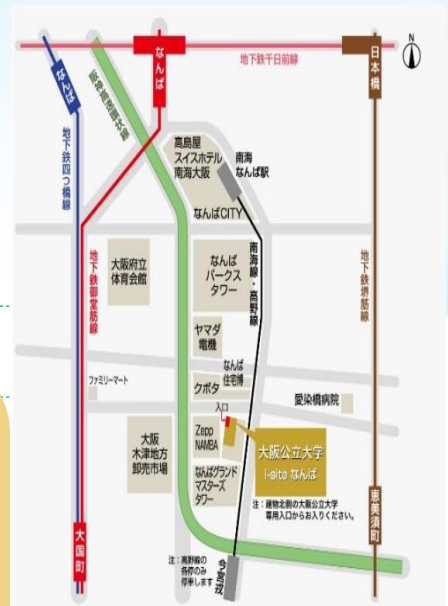 N
なんば
なんば
地下鉄千日前線
日本橋
阪神高速環状線
地下鉄四つ橋線
地下鉄御堂筋線
高島屋
スイスホテル
南海大阪
南海
なんば駅
なんばCITY
南海線・高野線
地下鉄堺筋線
大阪府立
体育会館
なんば
パークス
タワー
ヤマダ
電機
なんば
住宅博
クボタ
ファミリーマート
愛染橋病院
入口
Zepp
NAMBA
大阪公立大学
I-site なんば
大阪
木津地方
卸売市場
なんばグランド
マスターズ
タワー
注：建物北側の大阪公立大学
専用入口からお入りください。
大国町
恵美須町
注：高野線の
各停のみ
停車します
今宮戎